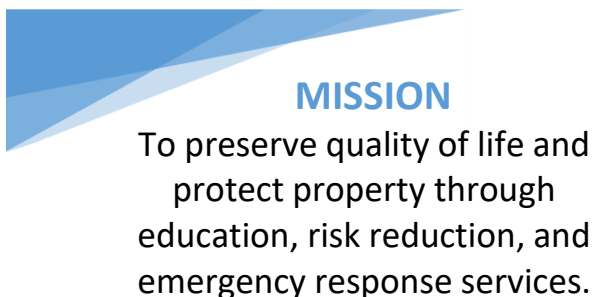 MISSION
To preserve quality of life and
protect property through
education, risk reduction, and
emergency response services.